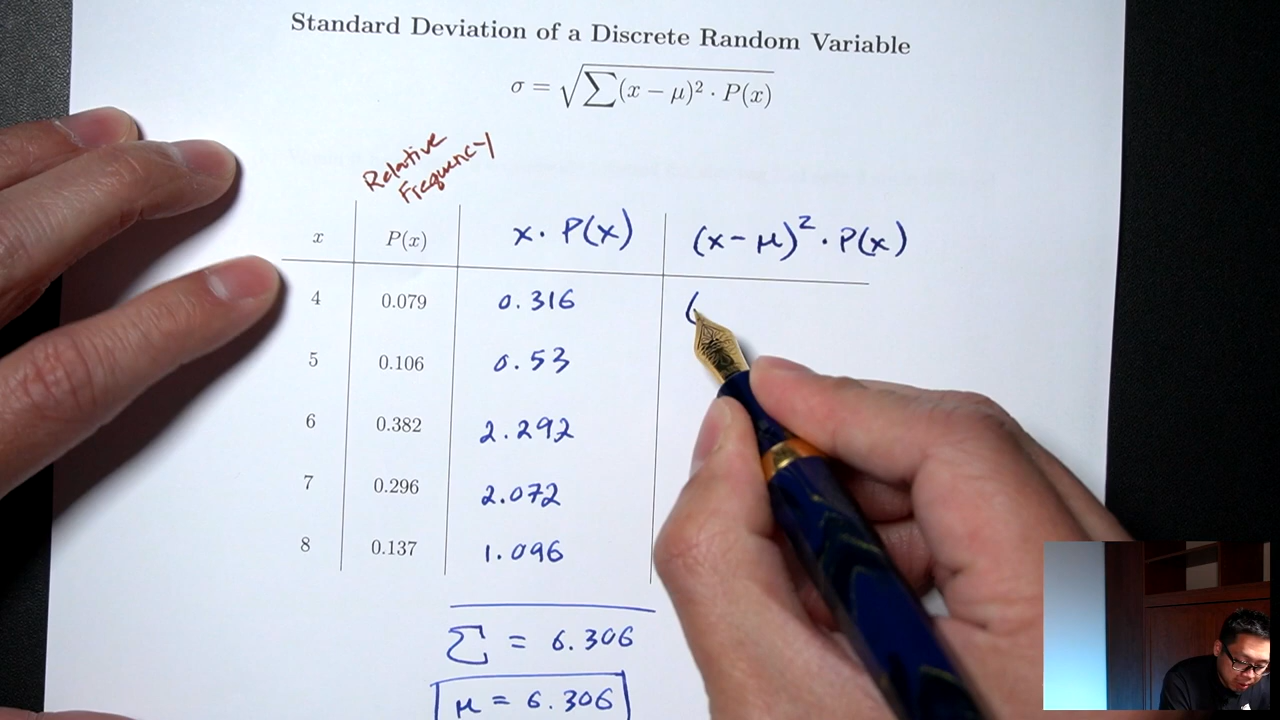 Standard Deviation of a Discrete Random Variable
σ = √∑(x − μ)² · P(x)
Relative
Frequency
x P(x) x · P(x) (x − μ)² · P(x)
4 0.079 0.316 (
5 0.106 0.53
6 0.382 2.292
7 0.296 2.072
8 0.137 1.096
Σ = 6.306
μ = 6.306